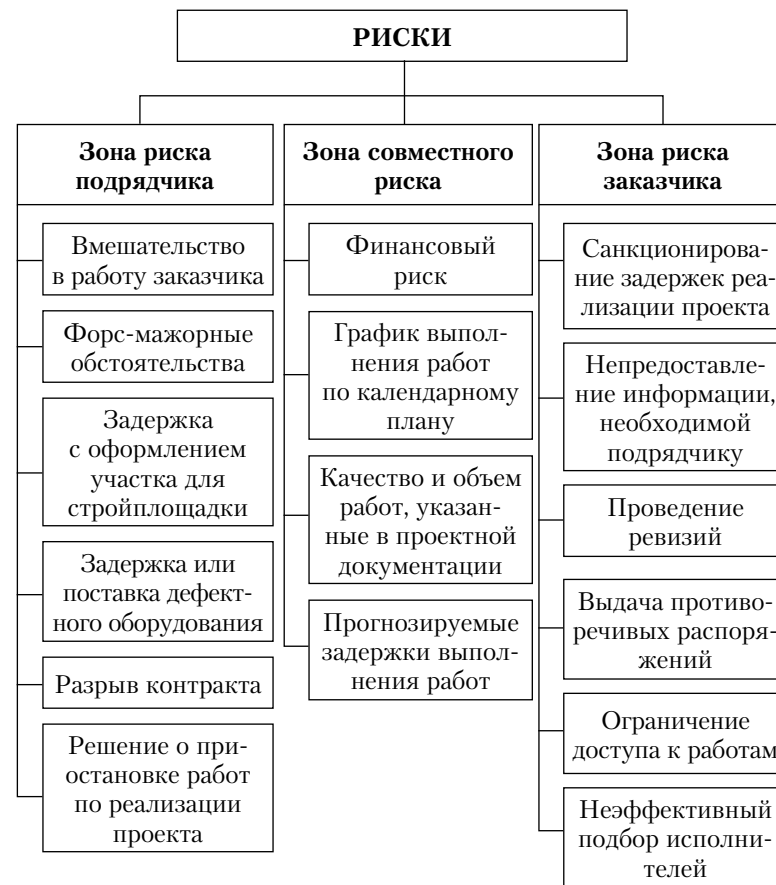 РИСКИ
Зона риска
подрядчика
Вмешательство
в работу заказчика
Форс-мажорные
обстоятельства
Задержка
с оформлением
участка для
стройплощадки
Задержка или
поставка дефект-
ного оборудования
Разрыв контракта
Решение о при-
остановке работ
по реализации
проекта
Зона совместного
риска
Финансовый
риск
График выпол-
нения работ
по календарному
плану
Качество и объем
работ, указан-
ные в проектной
документации
Прогнозируемые
задержки выпол-
нения работ
Зона риска
заказчика
Санкционирова-
ние задержек реа-
лизации проекта
Непредоставле-
ние информации,
необходимой
подрядчику
Проведение
ревизий
Выдача противо-
речивых распоря-
жений
Ограничение
доступа к работам
Неэффективный
подбор исполни-
телей